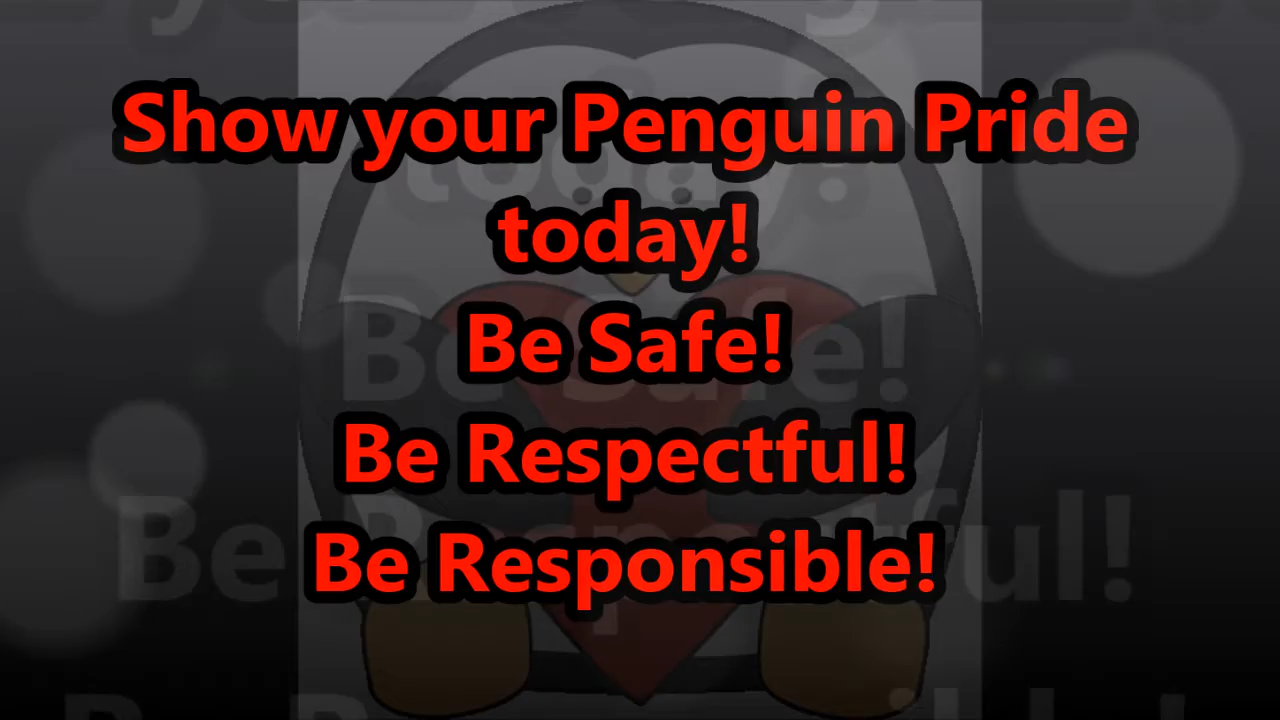 Show your Penguin Pride
today!
Be Safe!
Be Respectful!
Be Responsible!